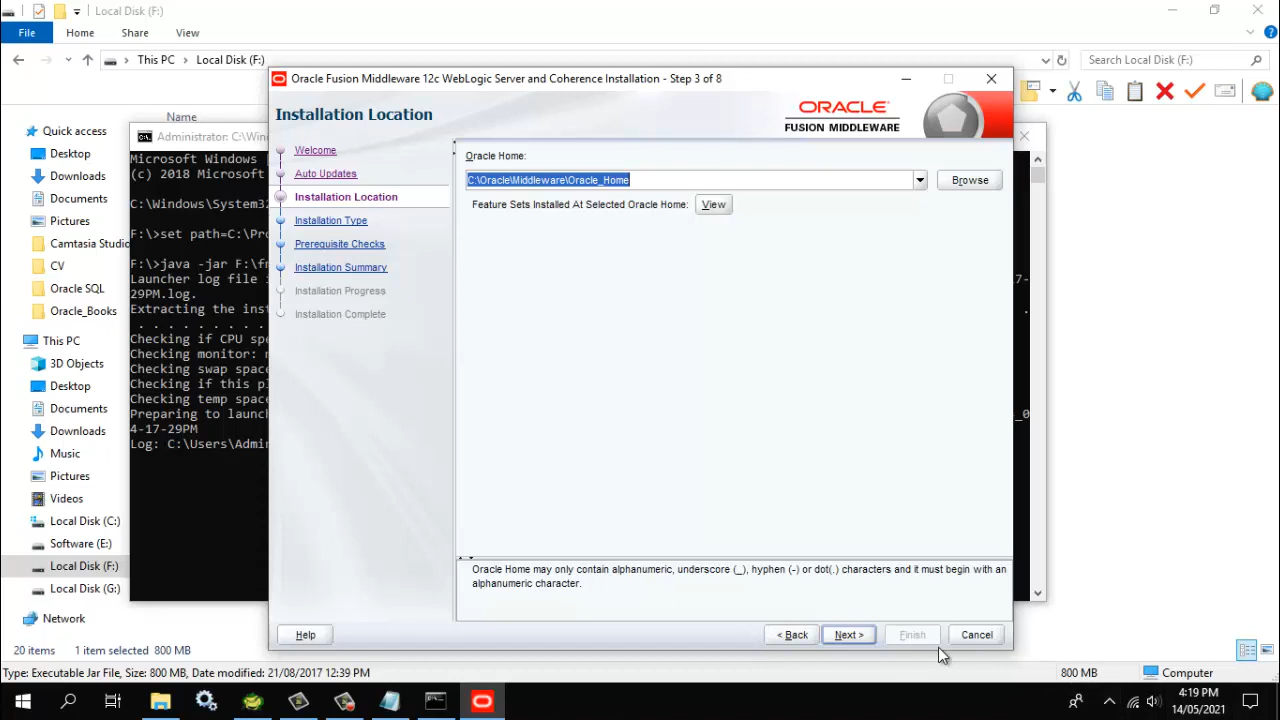 Local Disk (F:)
File
Home
Share
View
This PC
Local Disk (F:)
Search Local Disk (F:)
Name
Quick access
Desktop
Downloads
Documents
Pictures
Camtasia Studio
CV
Oracle SQL
Oracle_Books
This PC
3D Objects
Desktop
Documents
Downloads
Music
Pictures
Videos
Local Disk (C:)
Software (E:)
Local Disk (F:)
Local Disk (G:)
Network
20 items
1 item selected 800 MB
Type: Executable Jar File, Size: 800 MB, Date modified: 21/08/2017 12:39 PM
800 MB
Computer
Administrator: C:\Win
Microsoft Windows
(c) 2018 Microsoft
C:\Windows\System32
F:\>set path=C:\Pro
F:\>java -jar F:\fm
Launcher log file i
7-
29PM.log.
Extracting the inst
. . . . . . . . .
Checking if CPU spe
Checking monitor: m
Checking swap space
Checking if this pl
Checking temp space
Preparing to launch
_0
4-17-29PM
Log: C:\Users\Admin
Oracle Fusion Middleware 12c WebLogic Server and Coherence Installation - Step 3 of 8
Installation Location
ORACLE
FUSION MIDDLEWARE
Welcome
Auto Updates
Installation Location
Installation Type
Prerequisite Checks
Installation Summary
Installation Progress
Installation Complete
Oracle Home:
C:\Oracle\Middleware\Oracle_Home
Browse
Feature Sets Installed At Selected Oracle Home:
View
Oracle Home may only contain alphanumeric, underscore (_), hyphen (-) or dot(.) characters and it must begin with an
alphanumeric character.
Help
< Back
Next >
Finish
Cancel
4:19 PM
14/05/2021